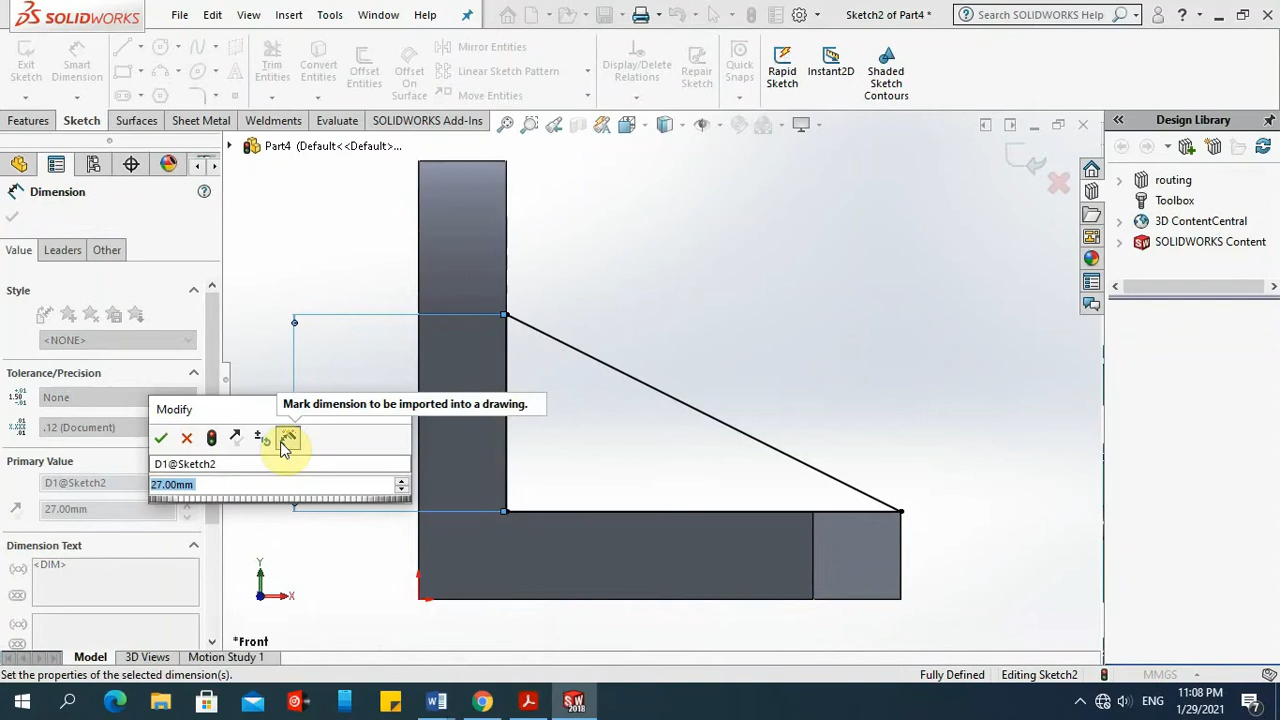 SOLIDWORKS
File Edit View Insert Tools Window Help
Sketch2 of Part4 *
Search SOLIDWORKS Help
?
Exit Sketch
Smart Dimension
Trim Entities
Convert Entities
Offset Entities
Offset On Surface
Mirror Entities
Linear Sketch Pattern
Move Entities
Display/Delete Relations
Repair Sketch
Quick Snaps
Rapid Sketch
Instant2D
Shaded Sketch Contours
Features Sketch Surfaces Sheet Metal Weldments Evaluate SOLIDWORKS Add-Ins
Design Library
Part4 (Default<<Default>...
routing
Toolbox
3D ContentCentral
SOLIDWORKS Content
Dimension
Value Leaders Other
Style
<NONE>
Tolerance/Precision
None
.12 (Document)
Primary Value
D1@Sketch2
27.00mm
Dimension Text
<DIM>
Modify
Mark dimension to be imported into a drawing.
D1@Sketch2
27.00mm
Y
X
*Front
Model 3D Views Motion Study 1
Set the properties of the selected dimension(s).
Fully Defined Editing Sketch2 MMGS
ENG
11:08 PM
1/29/2021